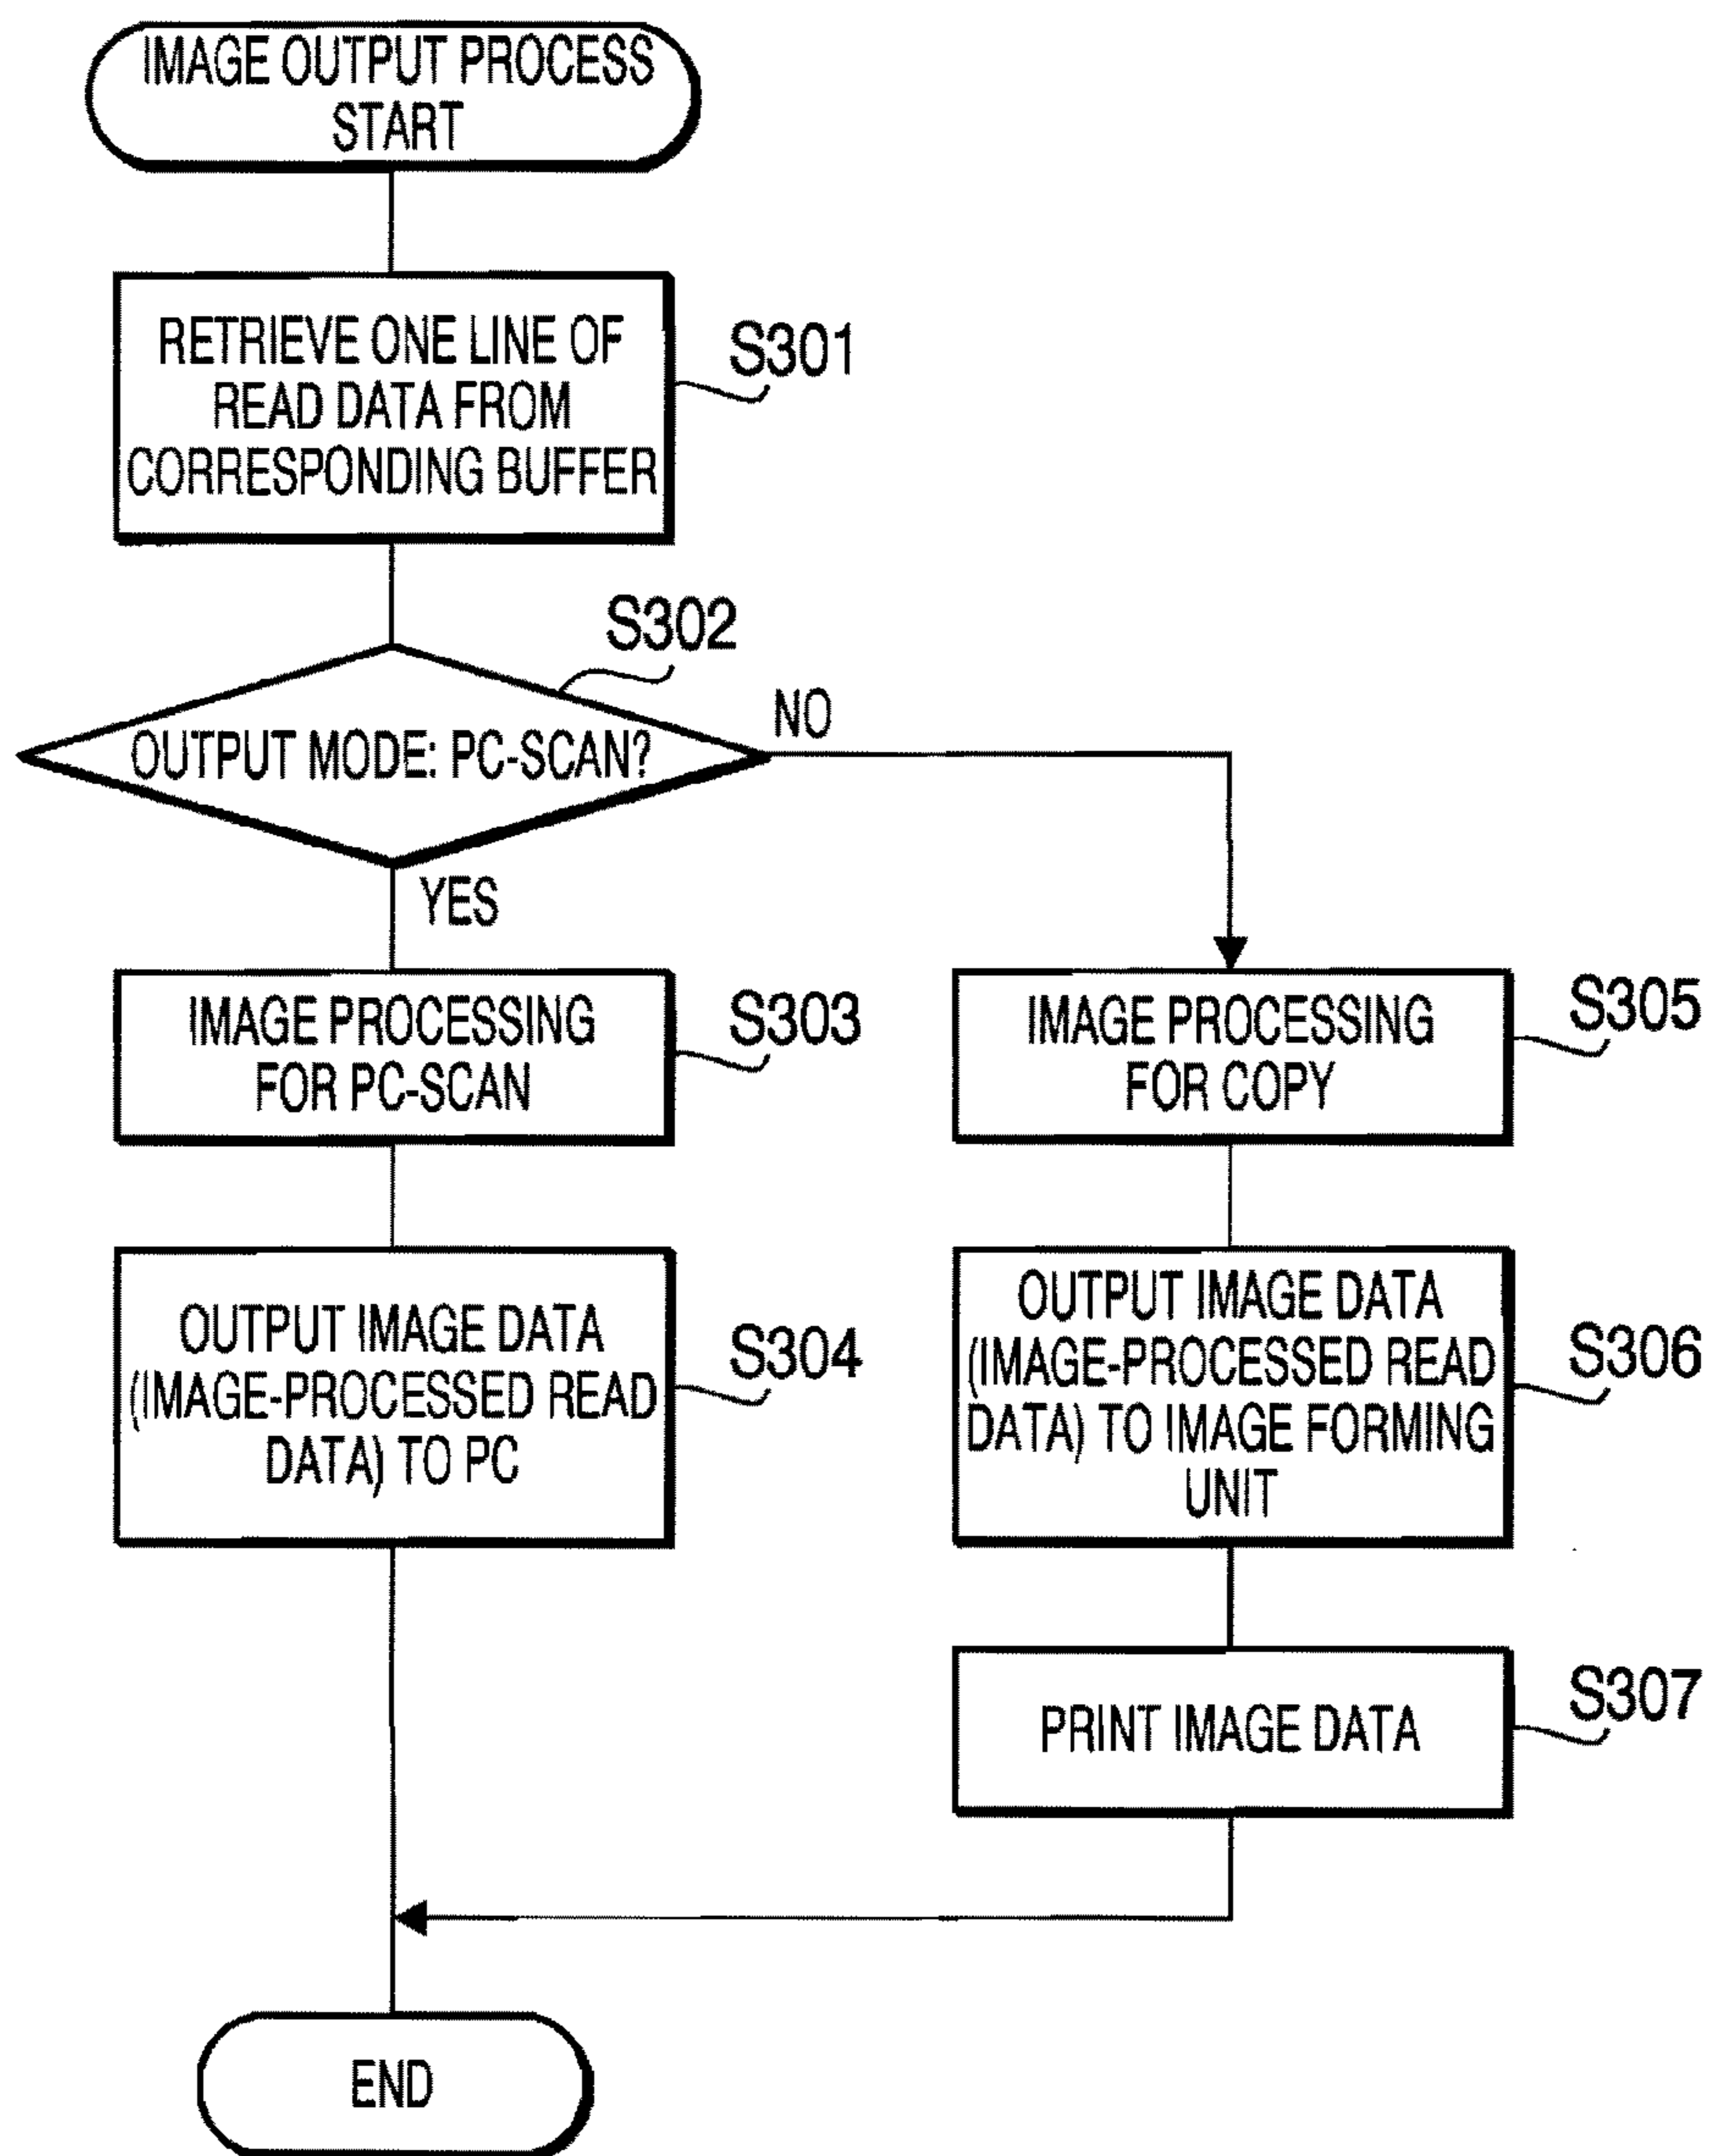 IMAGE OUTPUT PROCESS
START
RETRIEVE ONE LINE OF
READ DATA FROM
CORRESPONDING BUFFER
S301
S302
OUTPUT MODE: PC-SCAN?
NO
YES
IMAGE PROCESSING
FOR PC-SCAN
S303
IMAGE PROCESSING
FOR COPY
S305
OUTPUT IMAGE DATA
(IMAGE-PROCESSED READ
DATA) TO PC
S304
OUTPUT IMAGE DATA
(IMAGE-PROCESSED READ
DATA) TO IMAGE FORMING
UNIT
S306
PRINT IMAGE DATA
S307
END